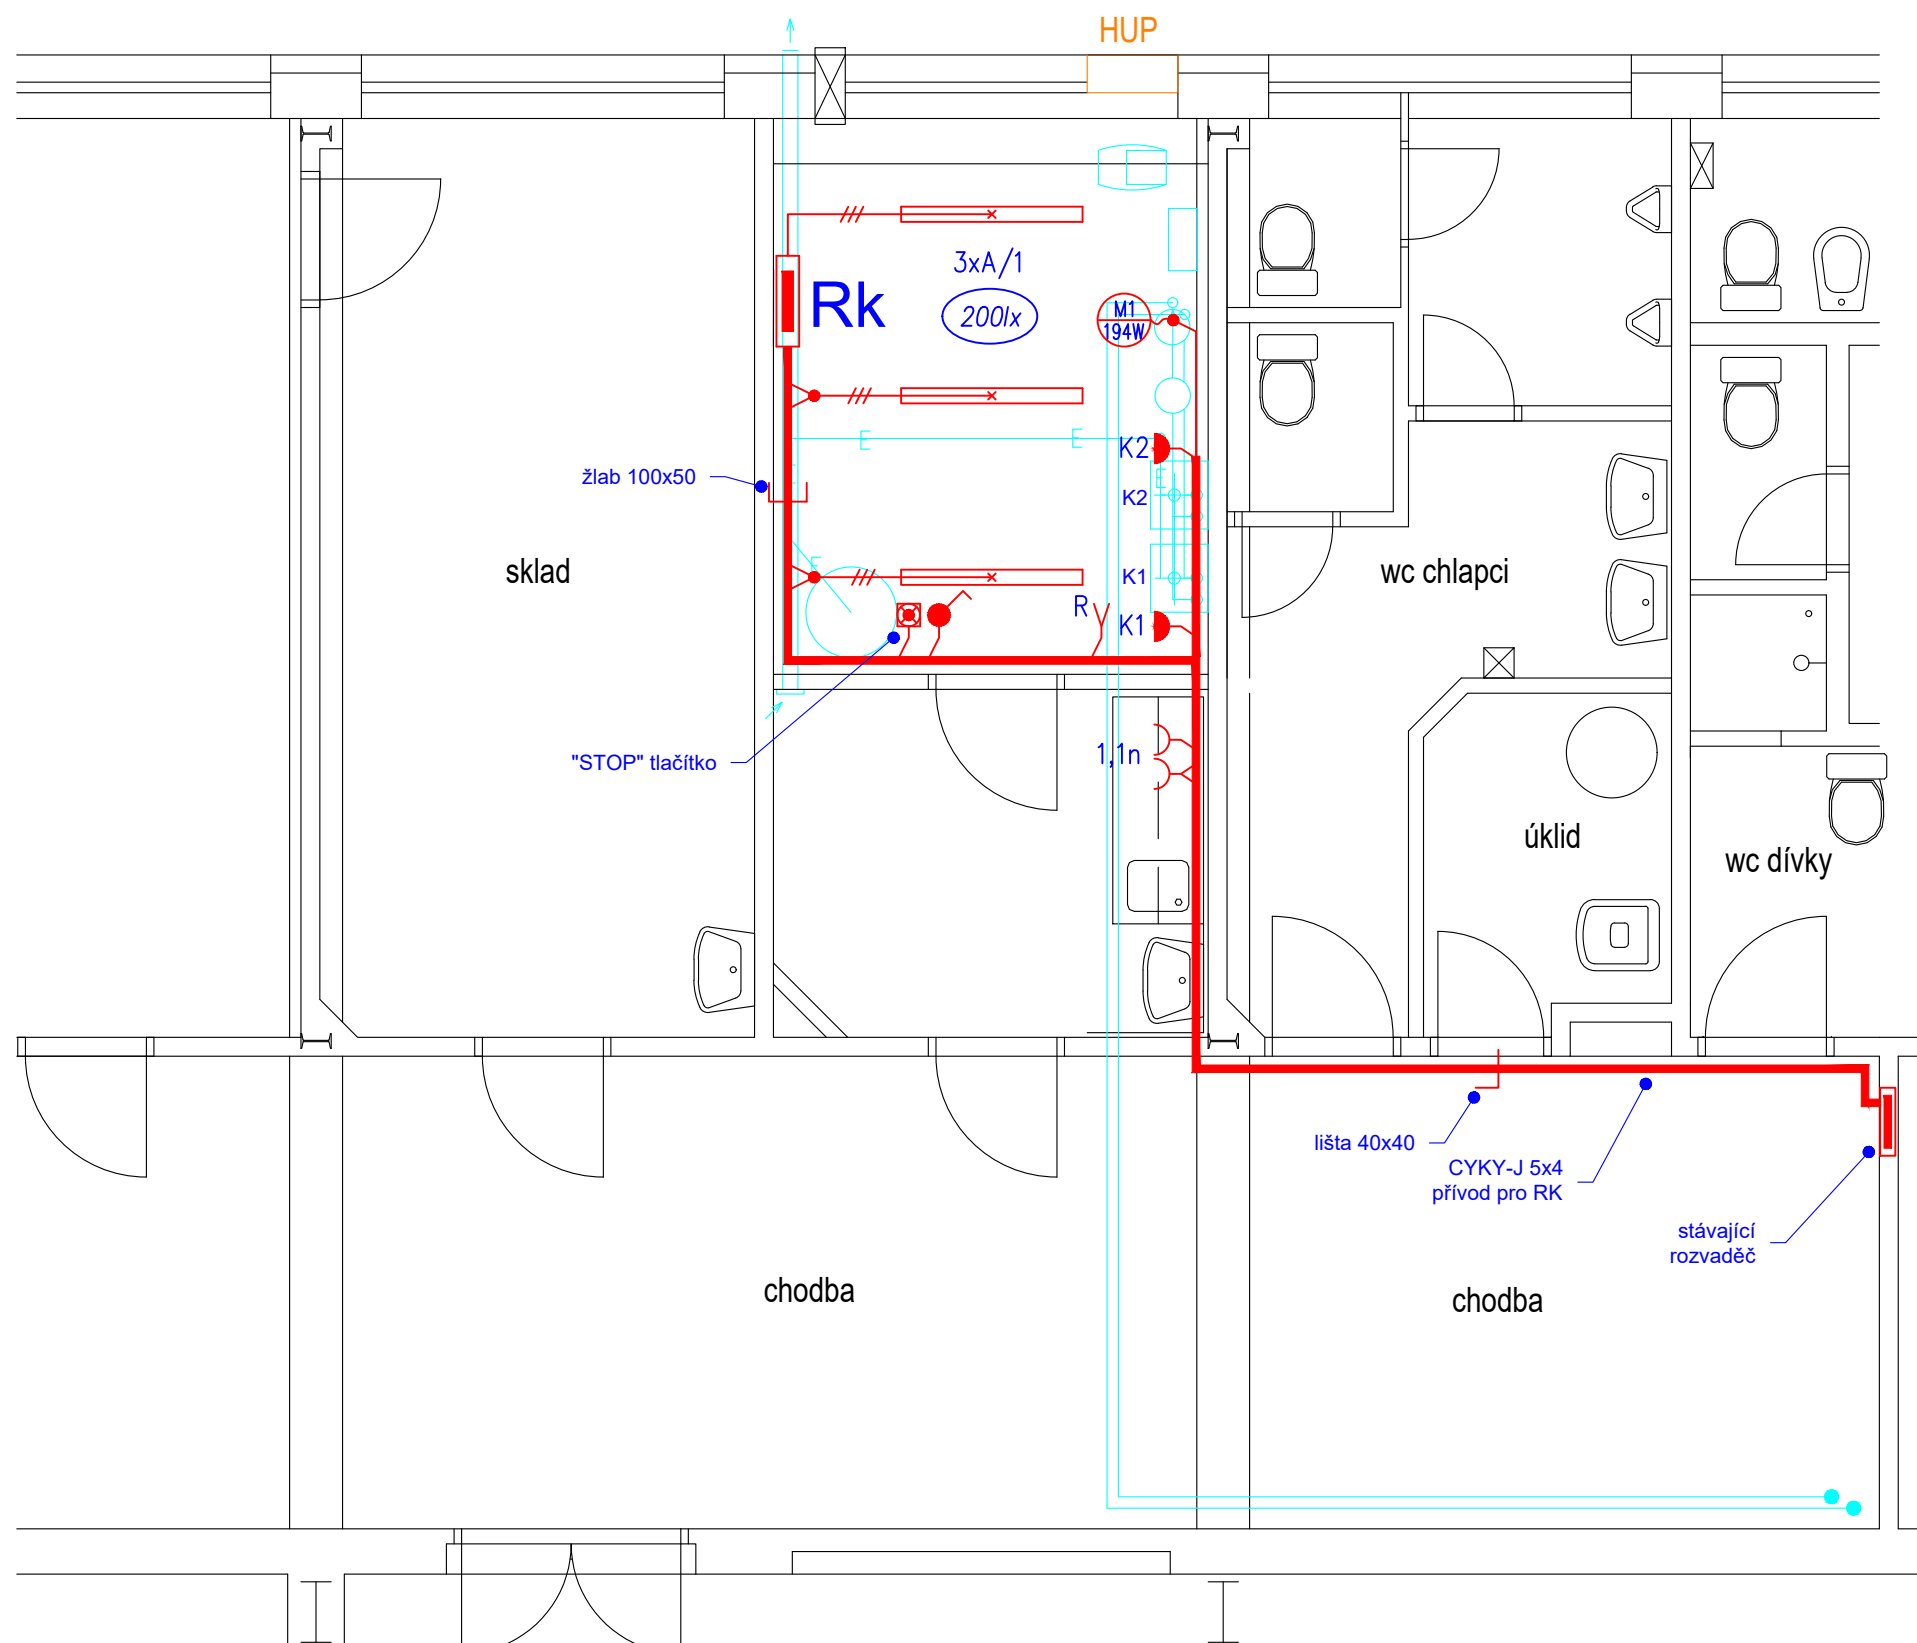 HUP
3xA/1
Rk
200lx
M1
194W
E
E
K2
žlab 100x50
E
E
K2
sklad
E
K1
wc chlapci
R
K1
1,1n
"STOP" tlačítko
úklid
wc dívky
lišta 40x40
CYKY-J 5x4
přívod pro RK
stávající
rozvaděč
chodba
chodba